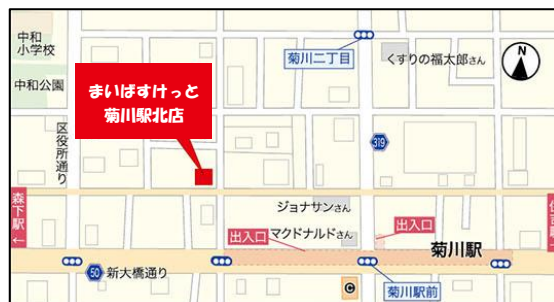 中和
小学校
中和公園
まいばすけっと
菊川駅北店
菊川二丁目
くすりの福太郎さん
N
区役所通り
319
森下駅
←
ジョナサンさん
マクドナルドさん
出入口
出入口
菊川駅
50
新大橋通り
菊川駅前
C